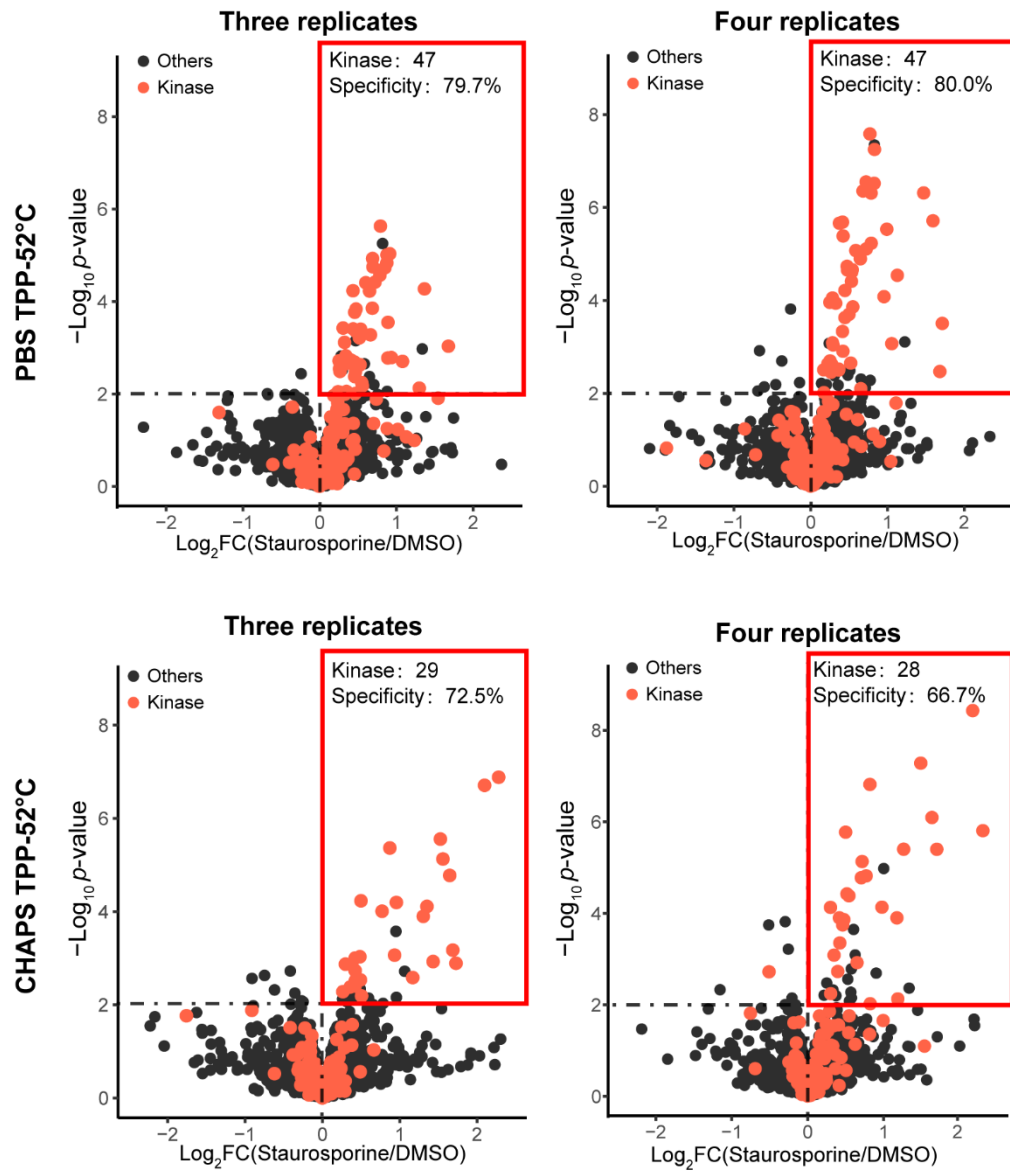 Three replicates
Four replicates
PBS TPP-52°C
−Log10 p-value
8
6
4
2
0
Others
Kinase
Kinase: 47
Specificity: 79.7%
−2
−1
0
1
2
Log2FC(Staurosporine/DMSO)
−Log10 p-value
8
6
4
2
0
Others
Kinase
Kinase: 47
Specificity: 80.0%
−2
−1
0
1
2
Log2FC(Staurosporine/DMSO)
Three replicates
Four replicates
CHAPS TPP-52°C
−Log10 p-value
8
6
4
2
0
Others
Kinase
Kinase: 29
Specificity: 72.5%
−2
−1
0
1
2
Log2FC(Staurosporine/DMSO)
−Log10 p-value
8
6
4
2
0
Others
Kinase
Kinase: 28
Specificity: 66.7%
−2
−1
0
1
2
Log2FC(Staurosporine/DMSO)